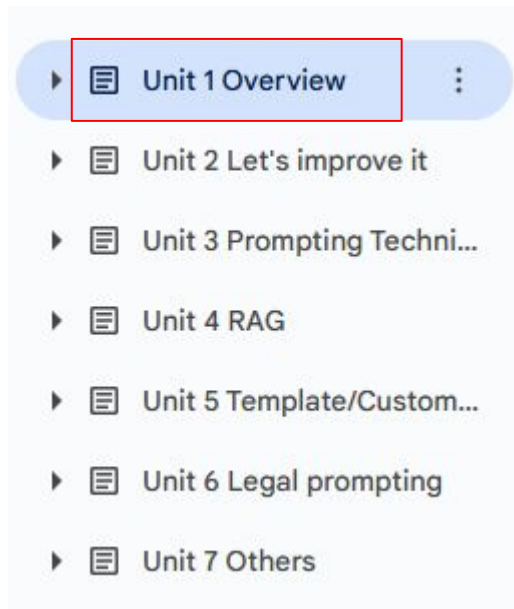 Unit 1 Overview
Unit 2 Let's improve it
Unit 3 Prompting Techni...
Unit 4 RAG
Unit 5 Template/Custom...
Unit 6 Legal prompting
Unit 7 Others